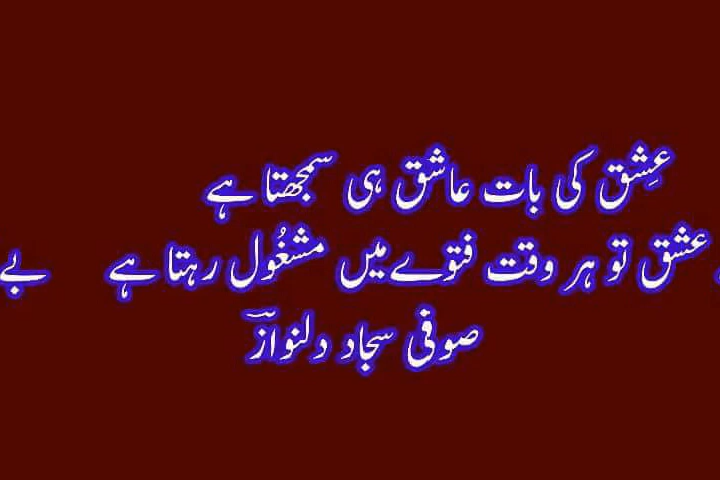 عِشق کی بات عاشق ہی سمجھتا ہے
عشق تو ہر وقت فتوے میں مشغُول رہتا ہے بے
صوفی سجاد دلنوازؔ